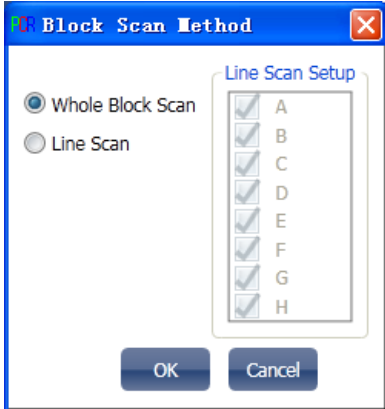 PCR Block Scan Method
Whole Block Scan
Line Scan
Line Scan Setup
A
B
C
D
E
F
G
H
OK
Cancel